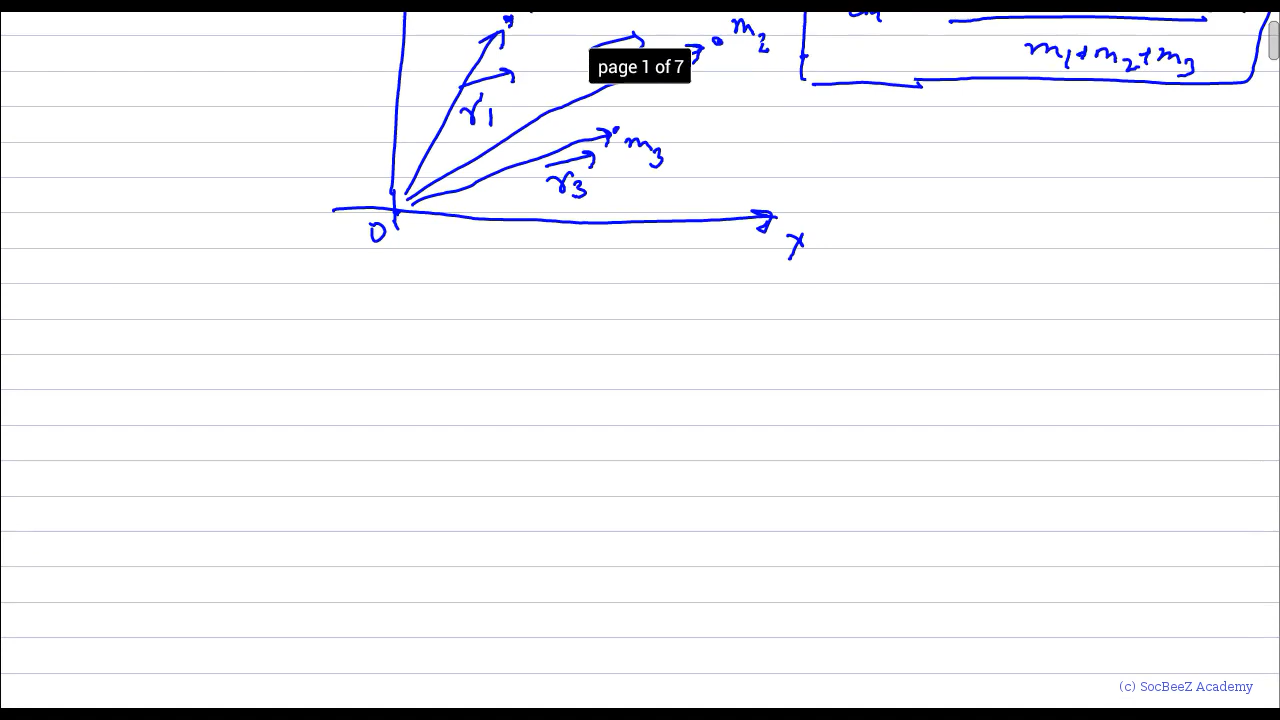 m2
m1+m2+m3
page 1 of 7
r1
m3
r3
O
x
(c) SocBeeZ Academy